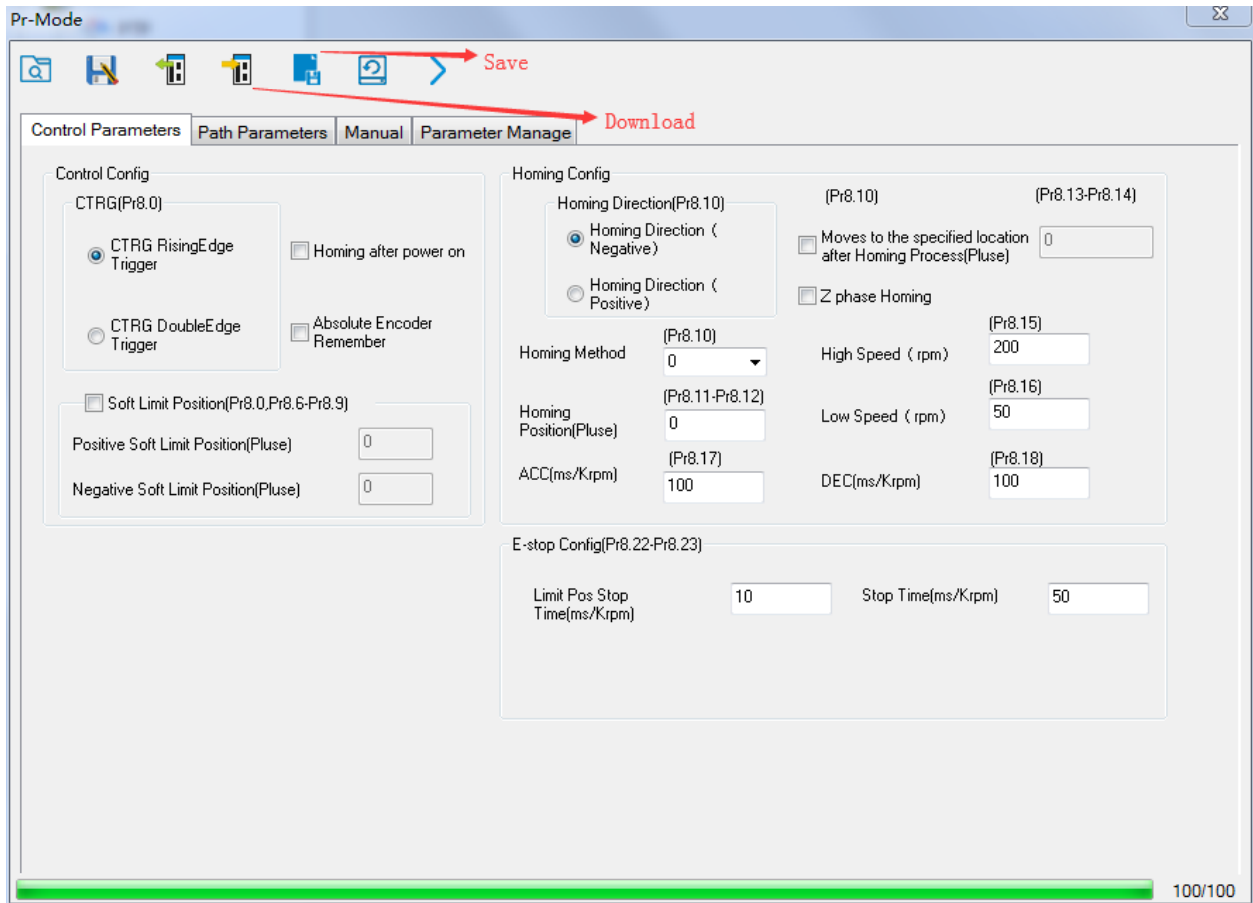 Pr-Mode
Save
Download
Control Parameters
Path Parameters
Manual
Parameter Manage
Control Config
CTRG(Pr8.0)
CTRG RisingEdge
Trigger
Homing after power on
CTRG DoubleEdge
Trigger
Absolute Encoder
Remember
Soft Limit Position(Pr8.0,Pr8.6-Pr8.9)
Positive Soft Limit Position(Pluse)
0
Negative Soft Limit Position(Pluse)
0
Homing Config
Homing Direction(Pr8.10)
Homing Direction（
Negative）
Homing Direction（
Positive）
(Pr8.10)
(Pr8.13-Pr8.14)
Moves to the specified location
after Homing Process(Pluse)
0
Z phase Homing
Homing Method
(Pr8.10)
0
High Speed（rpm）
(Pr8.15)
200
Homing
Position(Pluse)
(Pr8.11-Pr8.12)
0
Low Speed（rpm）
(Pr8.16)
50
ACC(ms/Krpm)
(Pr8.17)
100
DEC(ms/Krpm)
(Pr8.18)
100
E-stop Config(Pr8.22-Pr8.23)
Limit Pos Stop
Time(ms/Krpm)
10
Stop Time(ms/Krpm)
50
100/100